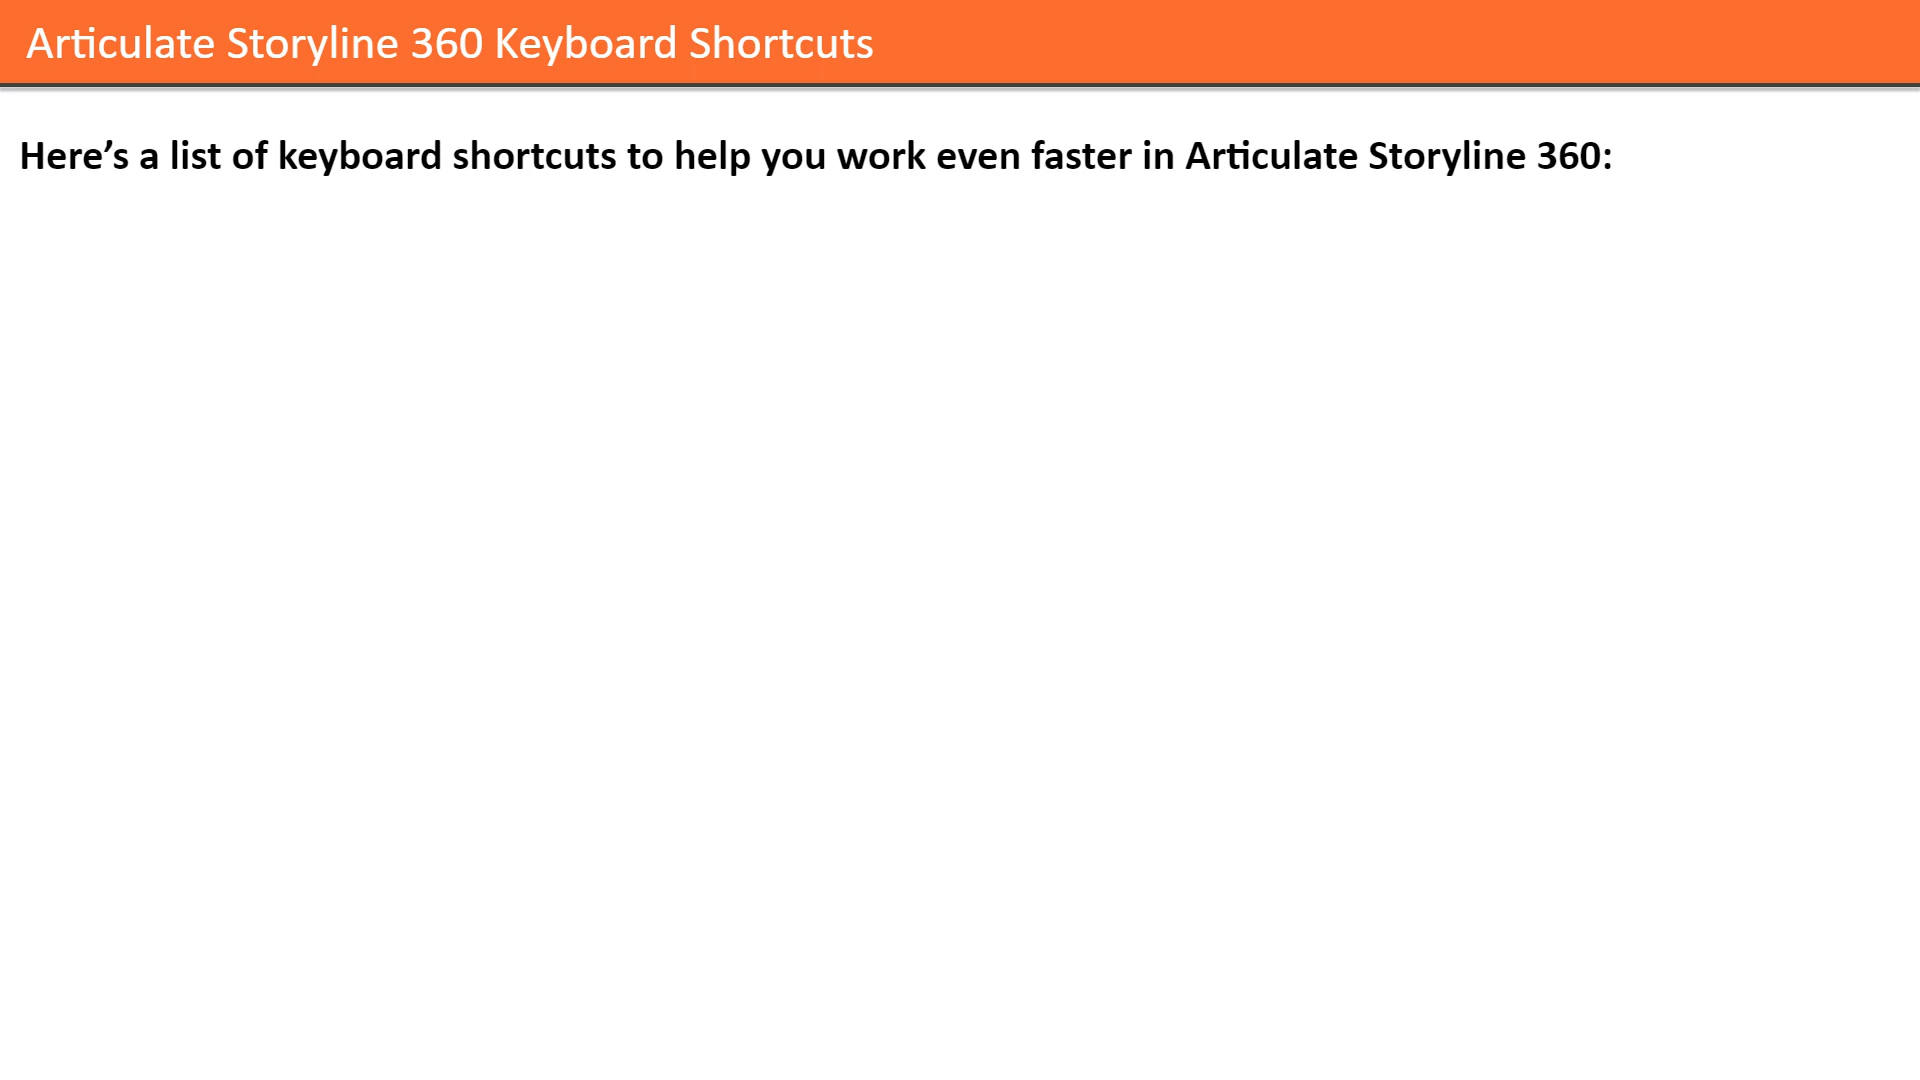 Articulate Storyline 360 Keyboard Shortcuts
Here’s a list of keyboard shortcuts to help you work even faster in Articulate Storyline 360: